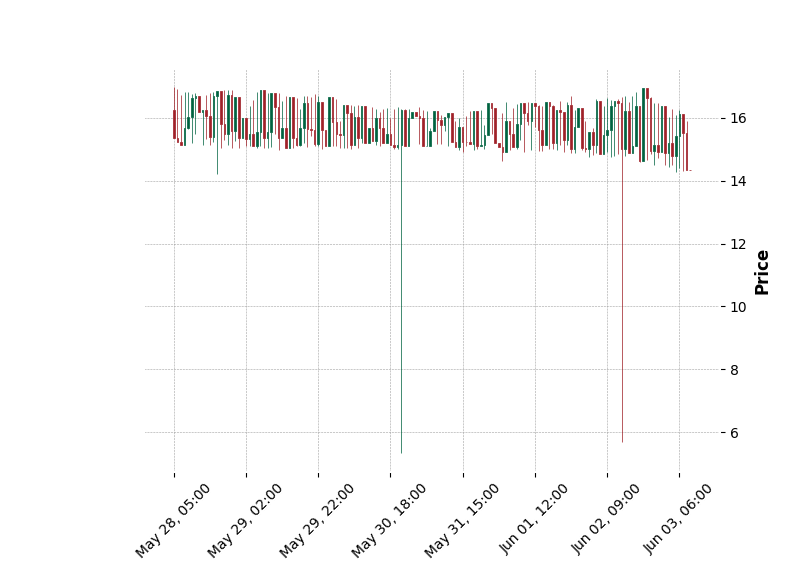 16
14
12
10
8
6
Price
May 28, 05:00
May 29, 02:00
May 29, 22:00
May 30, 18:00
May 31, 15:00
Jun 01, 12:00
Jun 02, 09:00
Jun 03, 06:00